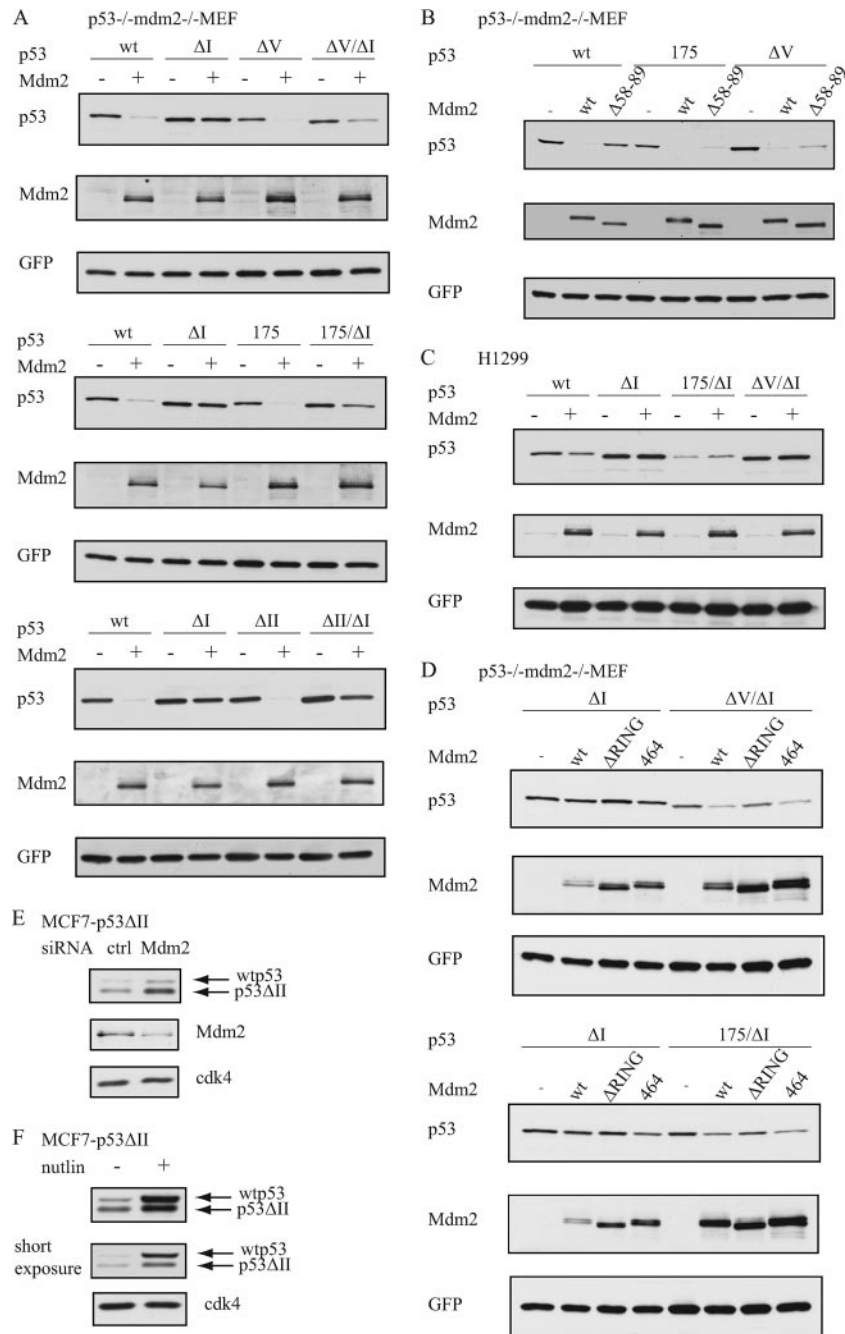 A p53-/-mdm2-/-MEF
p53 wt ΔI ΔV ΔV/ΔI
Mdm2 - + - + - + - +
p53
Mdm2
GFP
p53 wt ΔI 175 175/ΔI
Mdm2 - + - + - + - +
p53
Mdm2
GFP
p53 wt ΔI ΔII ΔII/ΔI
Mdm2 - + - + - + - +
p53
Mdm2
GFP
B p53-/-mdm2-/-MEF
p53 wt 175 ΔV
Mdm2 - wt Δ58-89 - wt Δ58-89 - wt Δ58-89
p53
Mdm2
GFP
C H1299
p53 wt ΔI 175/ΔI ΔV/ΔI
Mdm2 - + - + - + - +
p53
Mdm2
GFP
D p53-/-mdm2-/-MEF
p53 ΔI ΔV/ΔI
Mdm2 - wt ΔRING 464 - wt ΔRING 464
p53
Mdm2
GFP
p53 ΔI 175/ΔI
Mdm2 - wt ΔRING 464 - wt ΔRING 464
p53
Mdm2
GFP
E MCF7-p53ΔII
siRNA ctrl Mdm2
wtp53
p53ΔII
Mdm2
cdk4
F MCF7-p53ΔII
nutlin - +
wtp53
p53ΔII
short exposure
wtp53
p53ΔII
cdk4